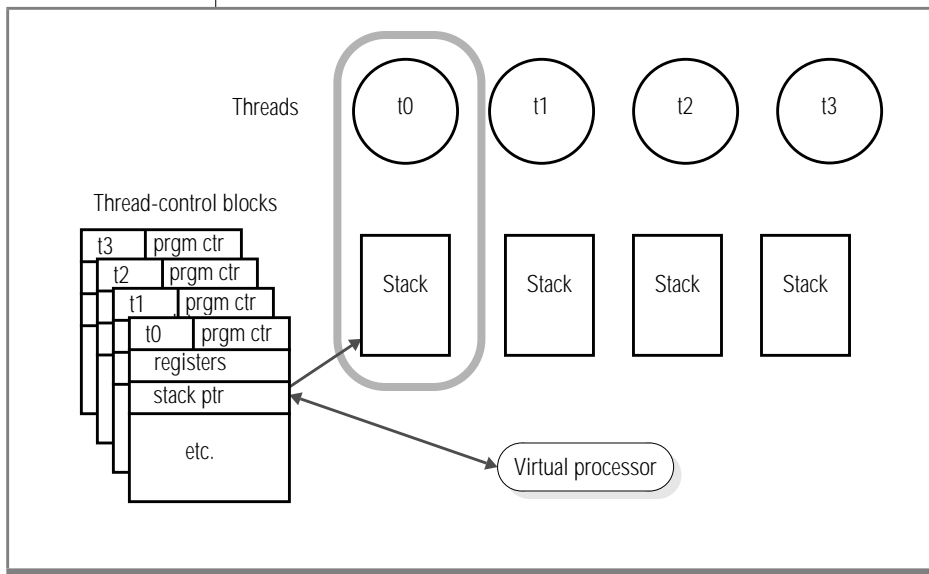 Threads
t0
t1
t2
t3
Thread-control blocks
t3 prgm ctr
t2 prgm ctr
t1 prgm ctr
t0 prgm ctr
registers
stack ptr
etc.
Stack
Stack
Stack
Stack
Virtual processor